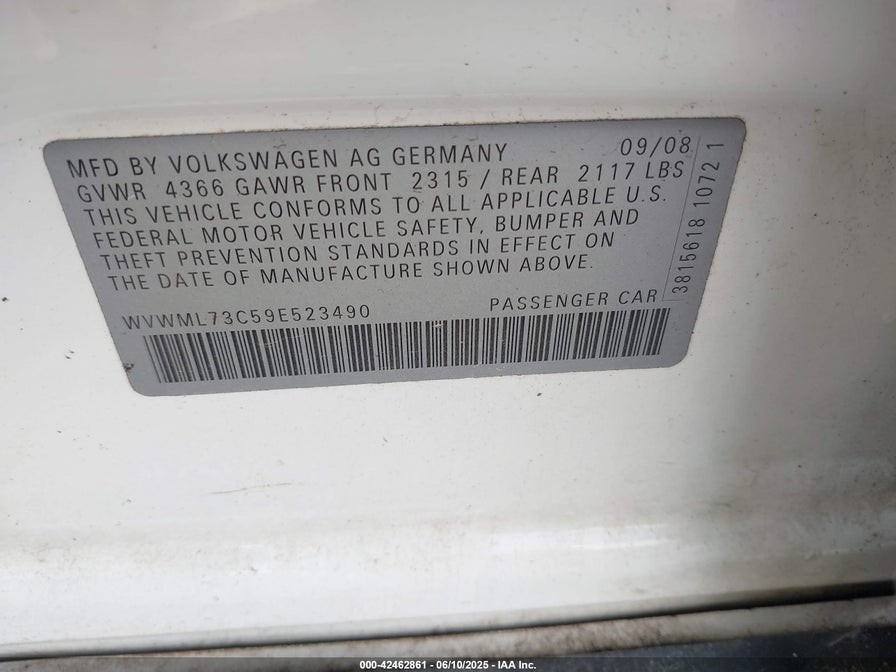 MFD BY VOLKSWAGEN AG GERMANY 09/08
GVWR 4366 GAWR FRONT 2315 / REAR 2117 LBS
THIS VEHICLE CONFORMS TO ALL APPLICABLE U.S.
FEDERAL MOTOR VEHICLE SAFETY, BUMPER AND
THEFT PREVENTION STANDARDS IN EFFECT ON
THE DATE OF MANUFACTURE SHOWN ABOVE.
WVWML73C59E523490 PASSENGER CAR
3815618 10721
000-42462861 - 06/10/2025 - IAA Inc.